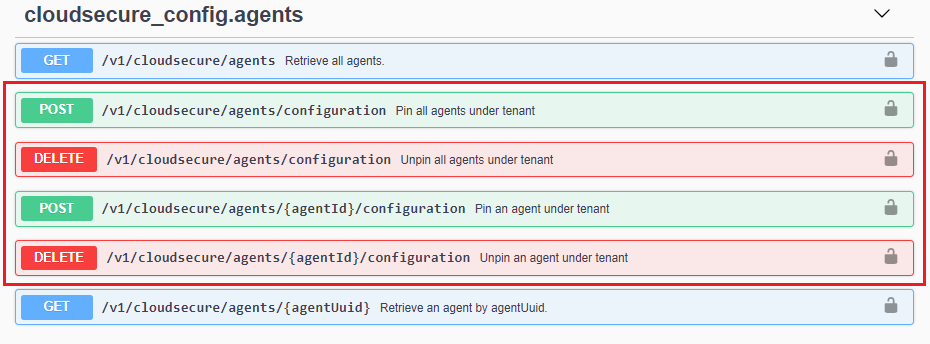 cloudsecure_config.agents
GET /v1/cloudsecure/agents Retrieve all agents.
POST /v1/cloudsecure/agents/configuration Pin all agents under tenant
DELETE /v1/cloudsecure/agents/configuration Unpin all agents under tenant
POST /v1/cloudsecure/agents/{agentId}/configuration Pin an agent under tenant
DELETE /v1/cloudsecure/agents/{agentId}/configuration Unpin an agent under tenant
GET /v1/cloudsecure/agents/{agentUuid} Retrieve an agent by agentUuid.